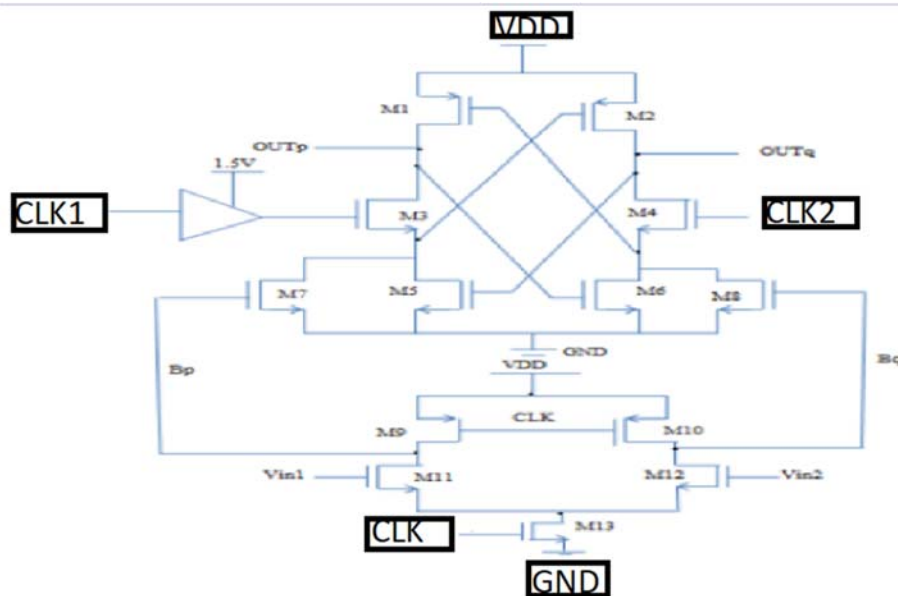 VDD
M1
M2
OUTp
OUTq
1.5V
CLK1
M3
M4
CLK2
M7
M5
M6
M8
GND
VDD
Bp
CLK
M9
M10
Vin1
M11
M12
Vin2
CLK
M13
GND